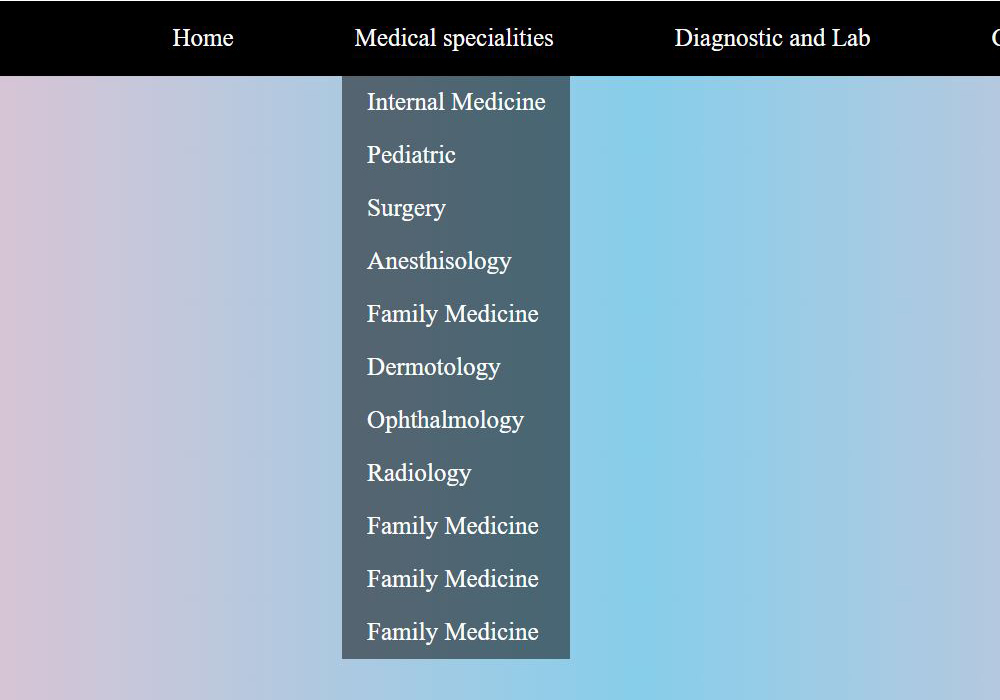 Home Medical specialities Diagnostic and Lab
Internal Medicine
Pediatric
Surgery
Anesthisology
Family Medicine
Dermotology
Ophthalmology
Radiology
Family Medicine
Family Medicine
Family Medicine